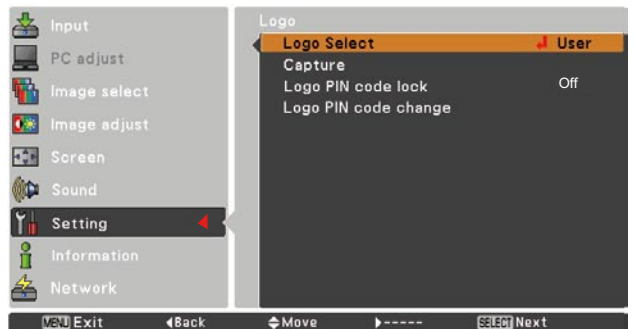 Input
PC adjust
Image select
Image adjust
Screen
Sound
Setting
Information
Network
Logo
Logo Select User
Capture
Logo PIN code lock Off
Logo PIN code change
MENU Exit Back Move ----- SELECT Next